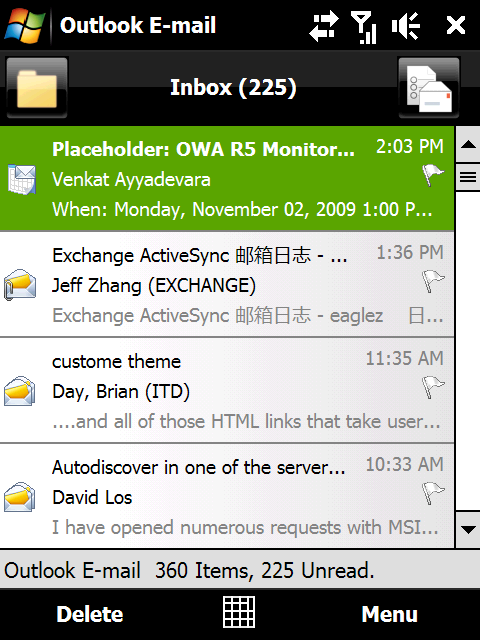 Outlook E-mail
Inbox (225)
Placeholder: OWA R5 Monitor... 2:03 PM
Venkat Ayyadevara
When: Monday, November 02, 2009 1:00 P...
Exchange ActiveSync 邮箱日志 - ... 1:36 PM
Jeff Zhang (EXCHANGE)
Exchange ActiveSync 邮箱日志 - eaglez 日...
custome theme 11:35 AM
Day, Brian (ITD)
....and all of those HTML links that take user...
Autodiscover in one of the server... 10:33 AM
David Los
I have opened numerous requests with MSI...
Outlook E-mail 360 Items, 225 Unread.
Delete Menu